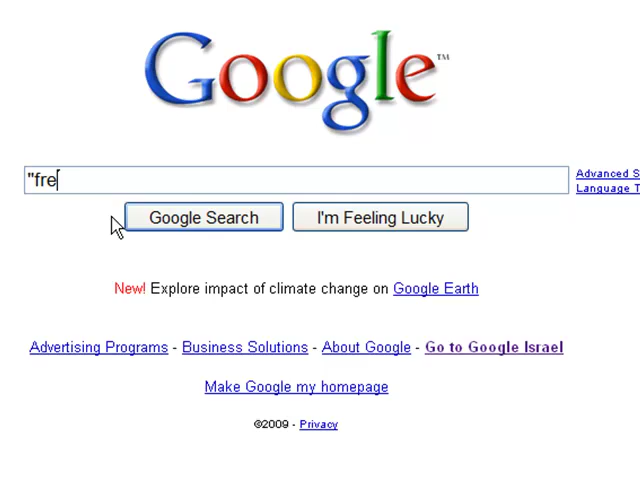 Google™
"fre
Advanced S
Language T
Google Search I'm Feeling Lucky
New! Explore impact of climate change on Google Earth
Advertising Programs - Business Solutions - About Google - Go to Google Israel
Make Google my homepage
©2009 - Privacy